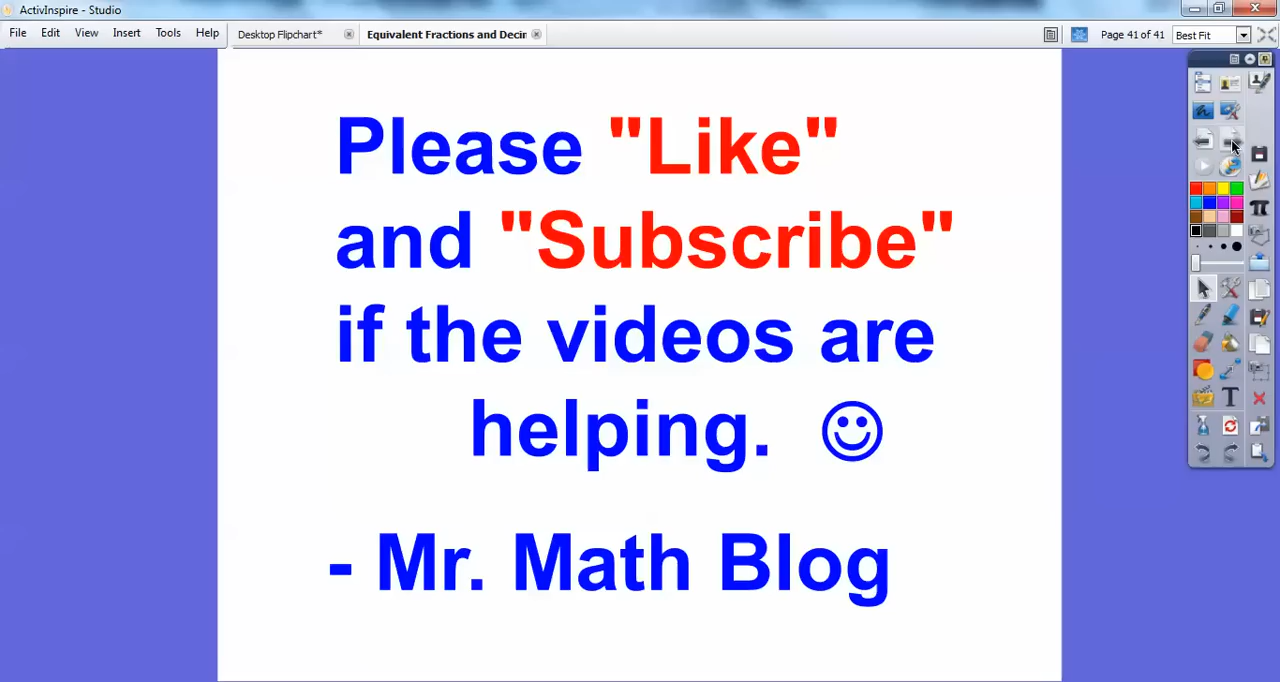 ActivInspire - Studio
File Edit View Insert Tools Help
Desktop Flipchart* Equivalent Fractions and Decir Page 41 of 41 Best Fit
Please "Like"
and "Subscribe"
if the videos are
helping. ☺
- Mr. Math Blog